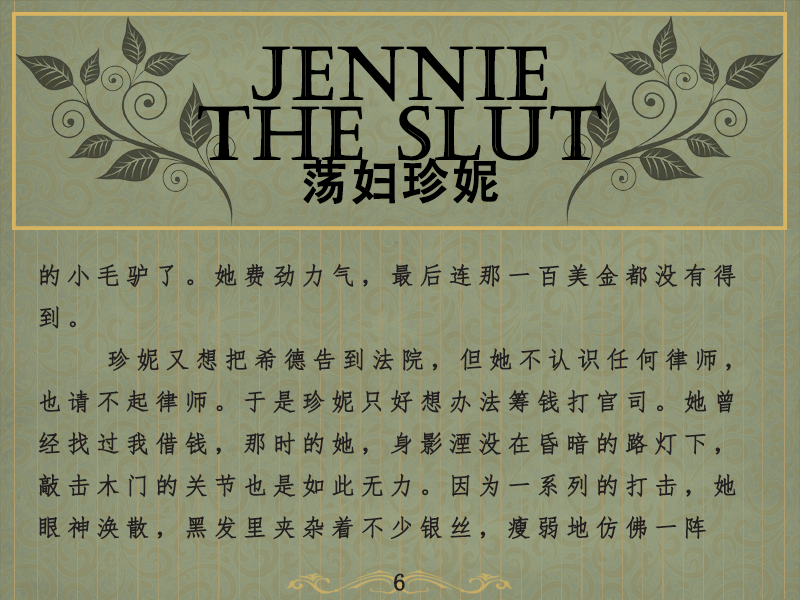 JENNIE
THE SLUT
荡妇珍妮
的小毛驴了。她费劲力气，最后连那一百美金都没有得
到。
珍妮又想把希德告到法院，但她不认识任何律师，
也请不起律师。于是珍妮只好想办法筹钱打官司。她曾
经找过我借钱，那时的她，身影湮没在昏暗的路灯下，
敲击木门的关节也是如此无力。因为一系列的打击，她
眼神涣散，黑发里夹杂着不少银丝，瘦弱地仿佛一阵
6